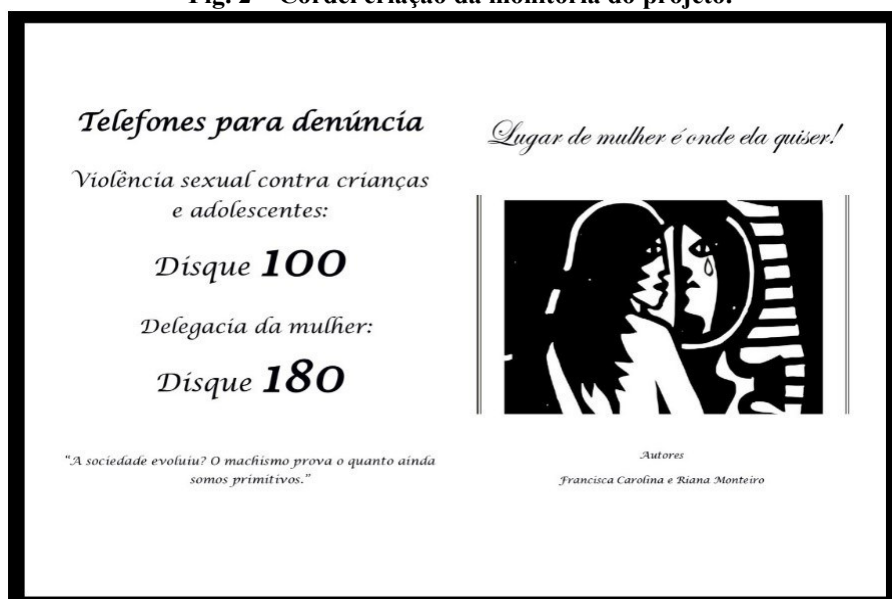 Fig. 2 – Cordel criação da monitoria do projeto.
Telefones para denúncia
Violência sexual contra crianças
e adolescentes:
Disque 100
Delegacia da mulher:
Disque 180
"A sociedade evoluiu? O machismo prova o quanto ainda
somos primitivos."
Lugar de mulher é onde ela quiser!
Autores
Francisca Carolina e Riana Monteiro